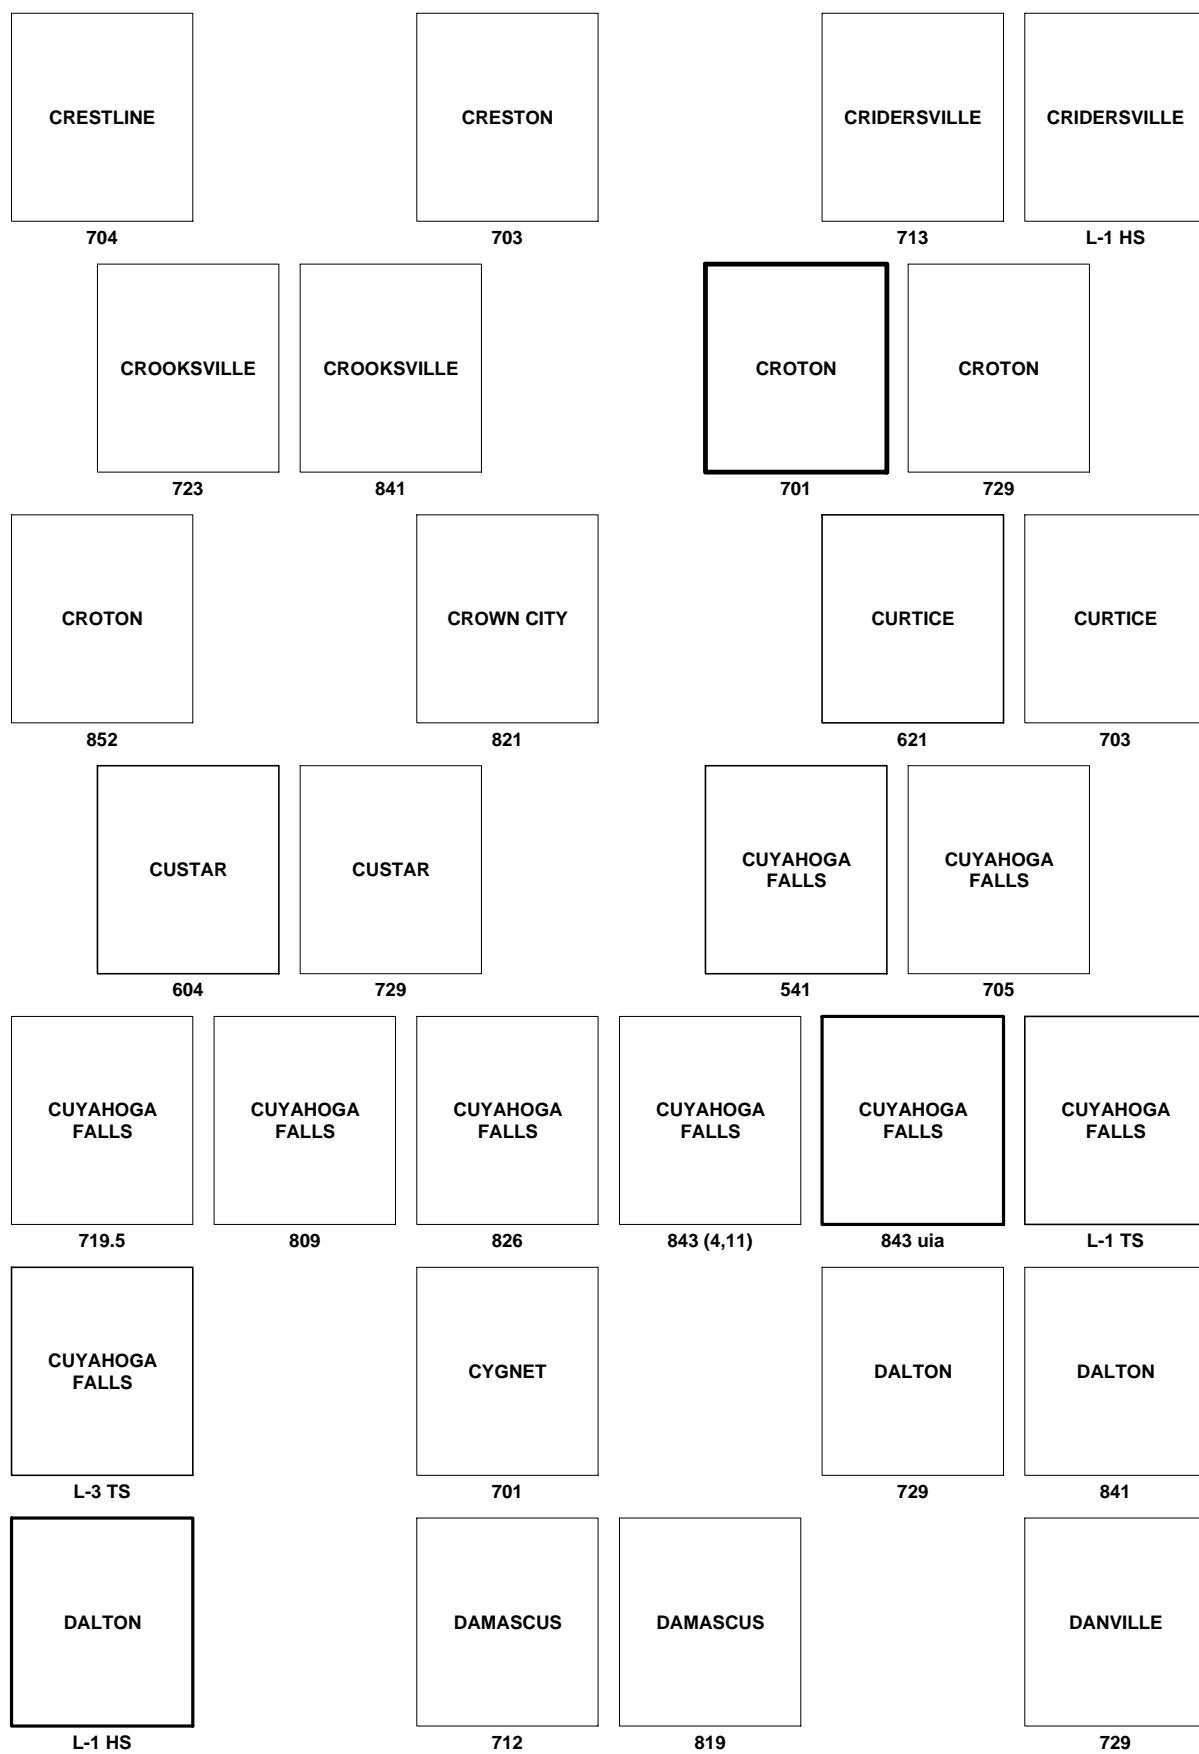 CRESTLINE
704
CRESTON
703
CRIDERSVILLE
713
CRIDERSVILLE
L-1 HS
CROOKSVILLE
723
CROOKSVILLE
841
CROTON
701
CROTON
729
CROTON
852
CROWN CITY
821
CURTICE
621
CURTICE
703
CUSTAR
604
CUSTAR
729
CUYAHOGA
FALLS
541
CUYAHOGA
FALLS
705
CUYAHOGA
FALLS
719.5
CUYAHOGA
FALLS
809
CUYAHOGA
FALLS
826
CUYAHOGA
FALLS
843 (4,11)
CUYAHOGA
FALLS
843 uia
CUYAHOGA
FALLS
L-1 TS
CUYAHOGA
FALLS
L-3 TS
CYGNET
701
DALTON
729
DALTON
841
DALTON
L-1 HS
DAMASCUS
712
DAMASCUS
819
DANVILLE
729